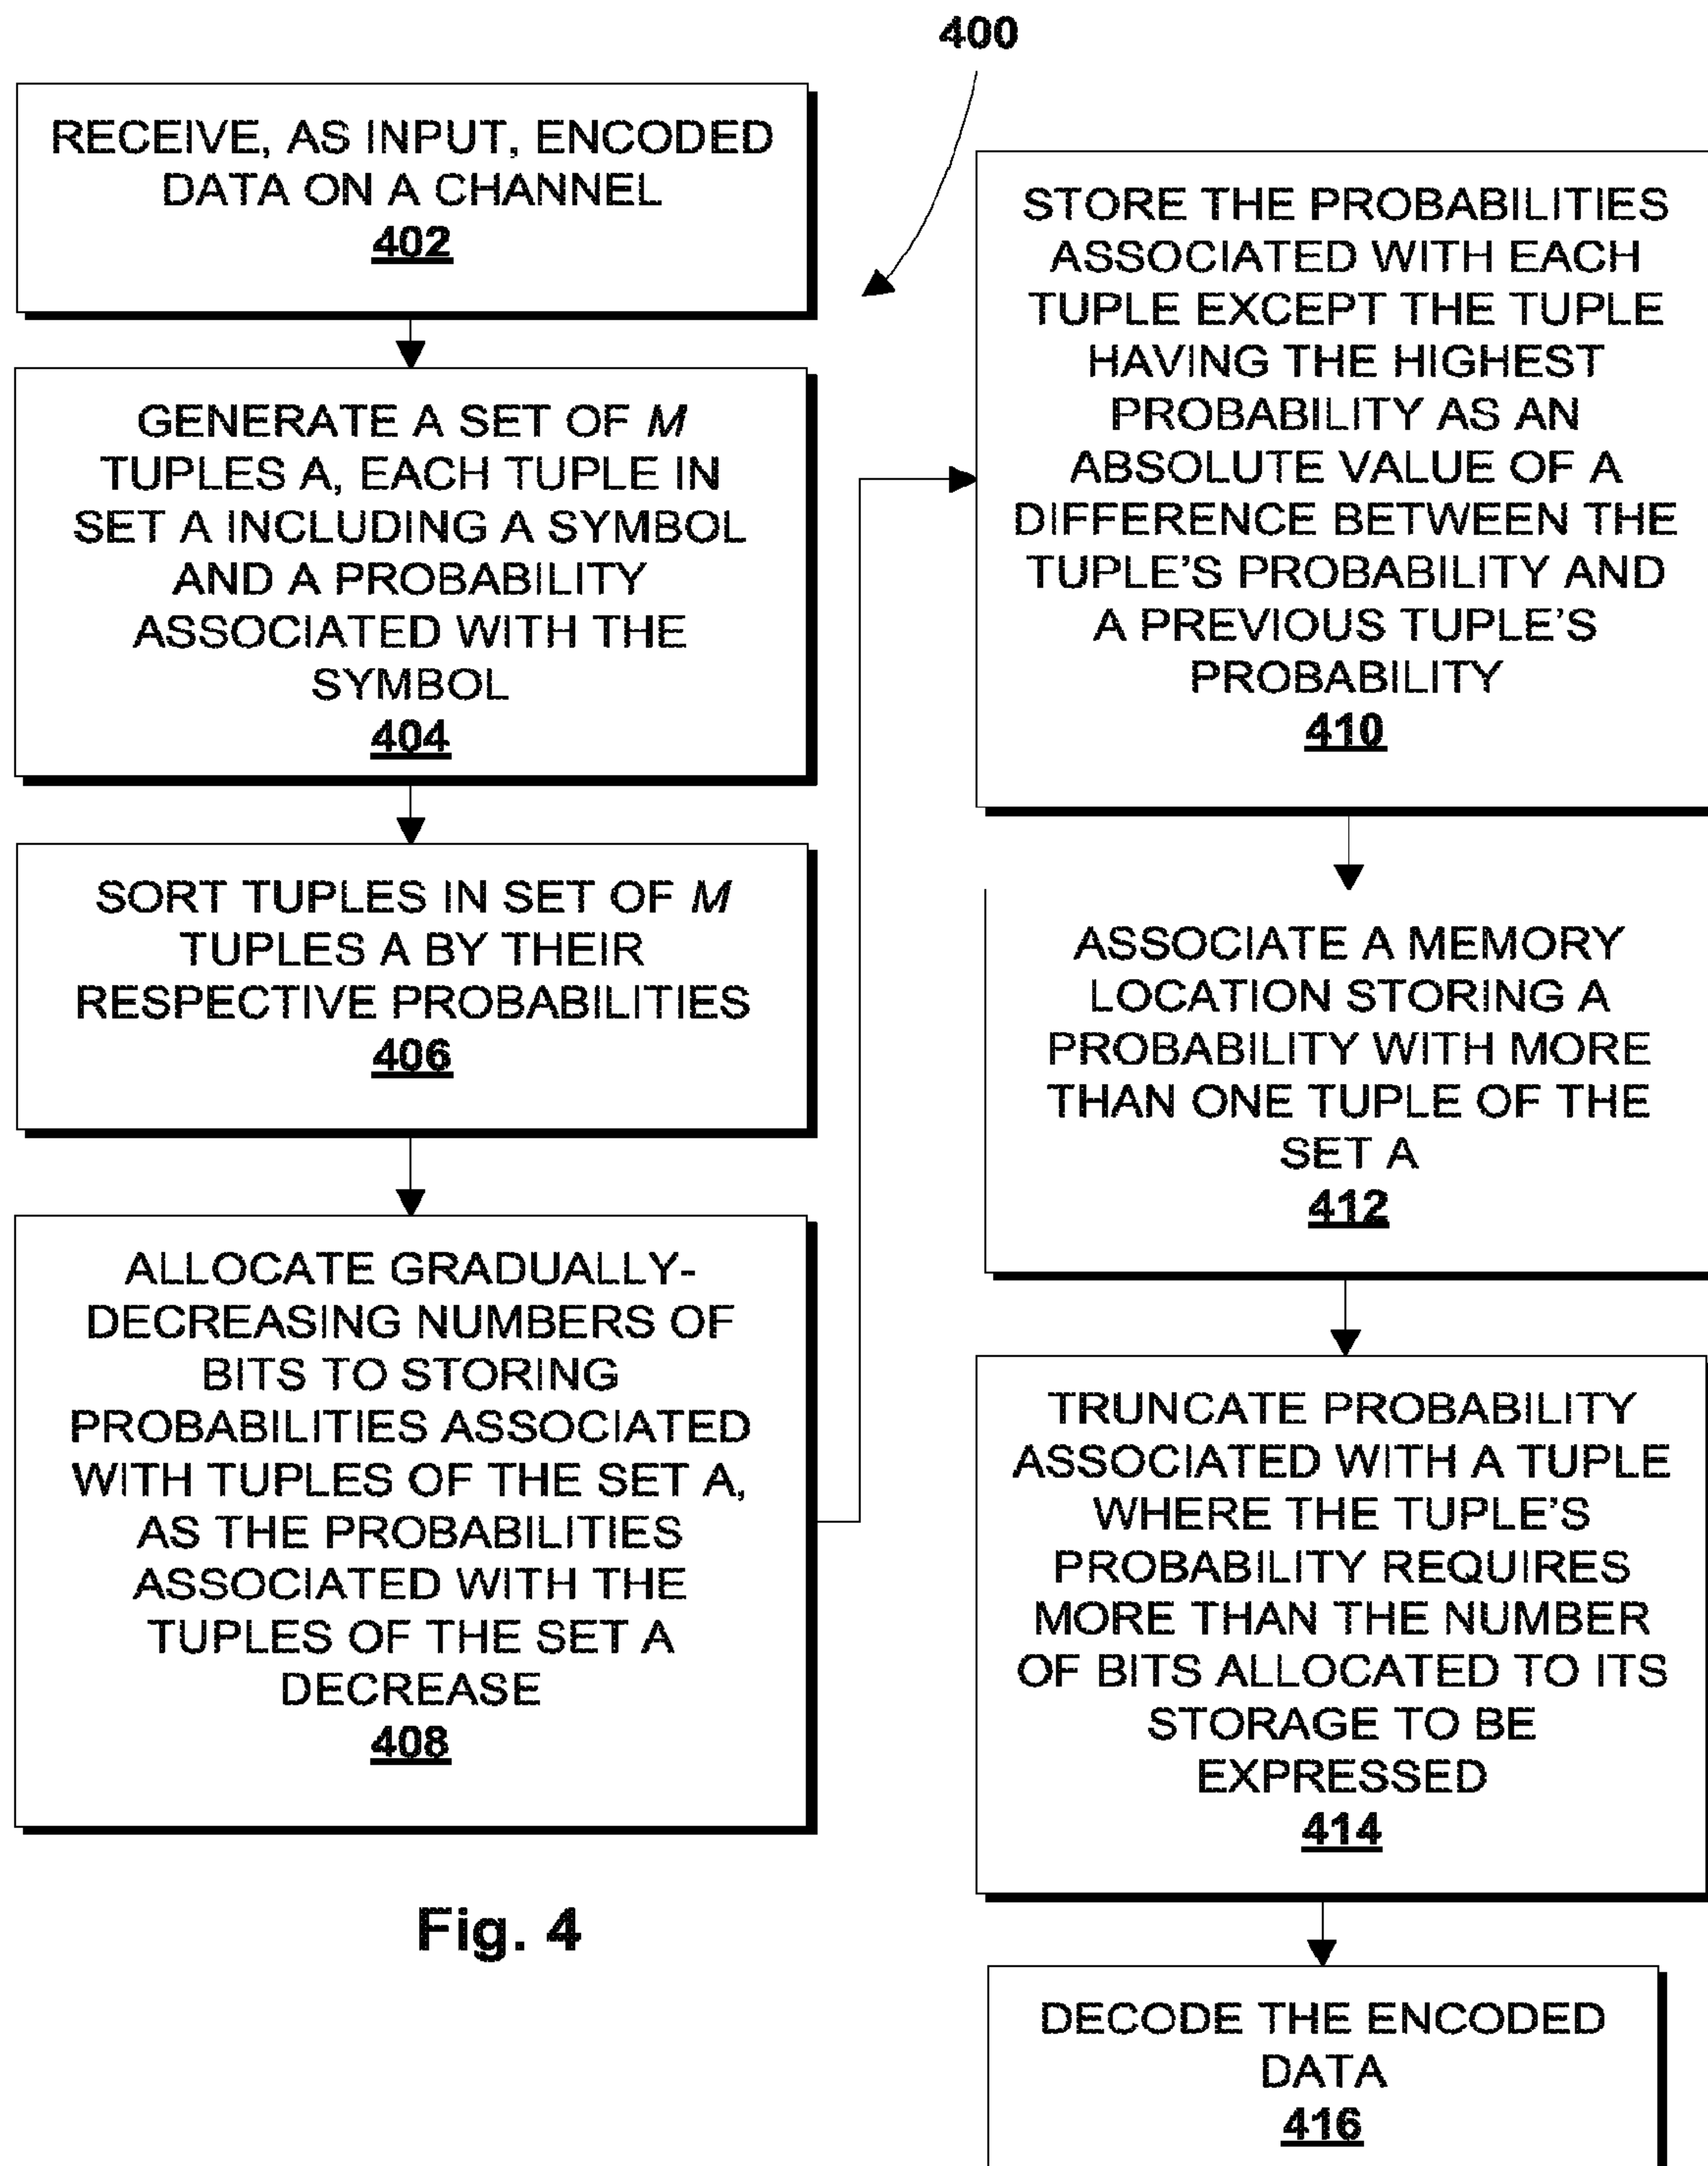 400
RECEIVE, AS INPUT, ENCODED
DATA ON A CHANNEL
402
GENERATE A SET OF M
TUPLES A, EACH TUPLE IN
SET A INCLUDING A SYMBOL
AND A PROBABILITY
ASSOCIATED WITH THE
SYMBOL
404
SORT TUPLES IN SET OF M
TUPLES A BY THEIR
RESPECTIVE PROBABILITIES
406
ALLOCATE GRADUALLY-
DECREASING NUMBERS OF
BITS TO STORING
PROBABILITIES ASSOCIATED
WITH TUPLES OF THE SET A,
AS THE PROBABILITIES
ASSOCIATED WITH THE
TUPLES OF THE SET A
DECREASE
408
STORE THE PROBABILITIES
ASSOCIATED WITH EACH
TUPLE EXCEPT THE TUPLE
HAVING THE HIGHEST
PROBABILITY AS AN
ABSOLUTE VALUE OF A
DIFFERENCE BETWEEN THE
TUPLE'S PROBABILITY AND
A PREVIOUS TUPLE'S
PROBABILITY
410
ASSOCIATE A MEMORY
LOCATION STORING A
PROBABILITY WITH MORE
THAN ONE TUPLE OF THE
SET A
412
TRUNCATE PROBABILITY
ASSOCIATED WITH A TUPLE
WHERE THE TUPLE'S
PROBABILITY REQUIRES
MORE THAN THE NUMBER
OF BITS ALLOCATED TO ITS
STORAGE TO BE
EXPRESSED
414
DECODE THE ENCODED
DATA
416
Fig. 4